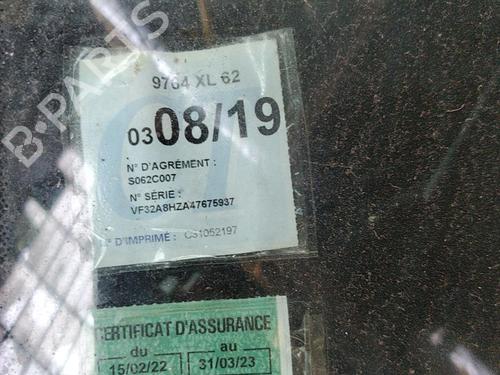 B-PARTS
9764 XL 62
03 08/19
N° D'AGRÉMENT :
S062C007
N° SÉRIE :
VF32A8HZA47675937
N° D'IMPRIMÉ : CS1052197
CERTIFICAT D'ASSURANCE
du au
15/02/22 31/03/23